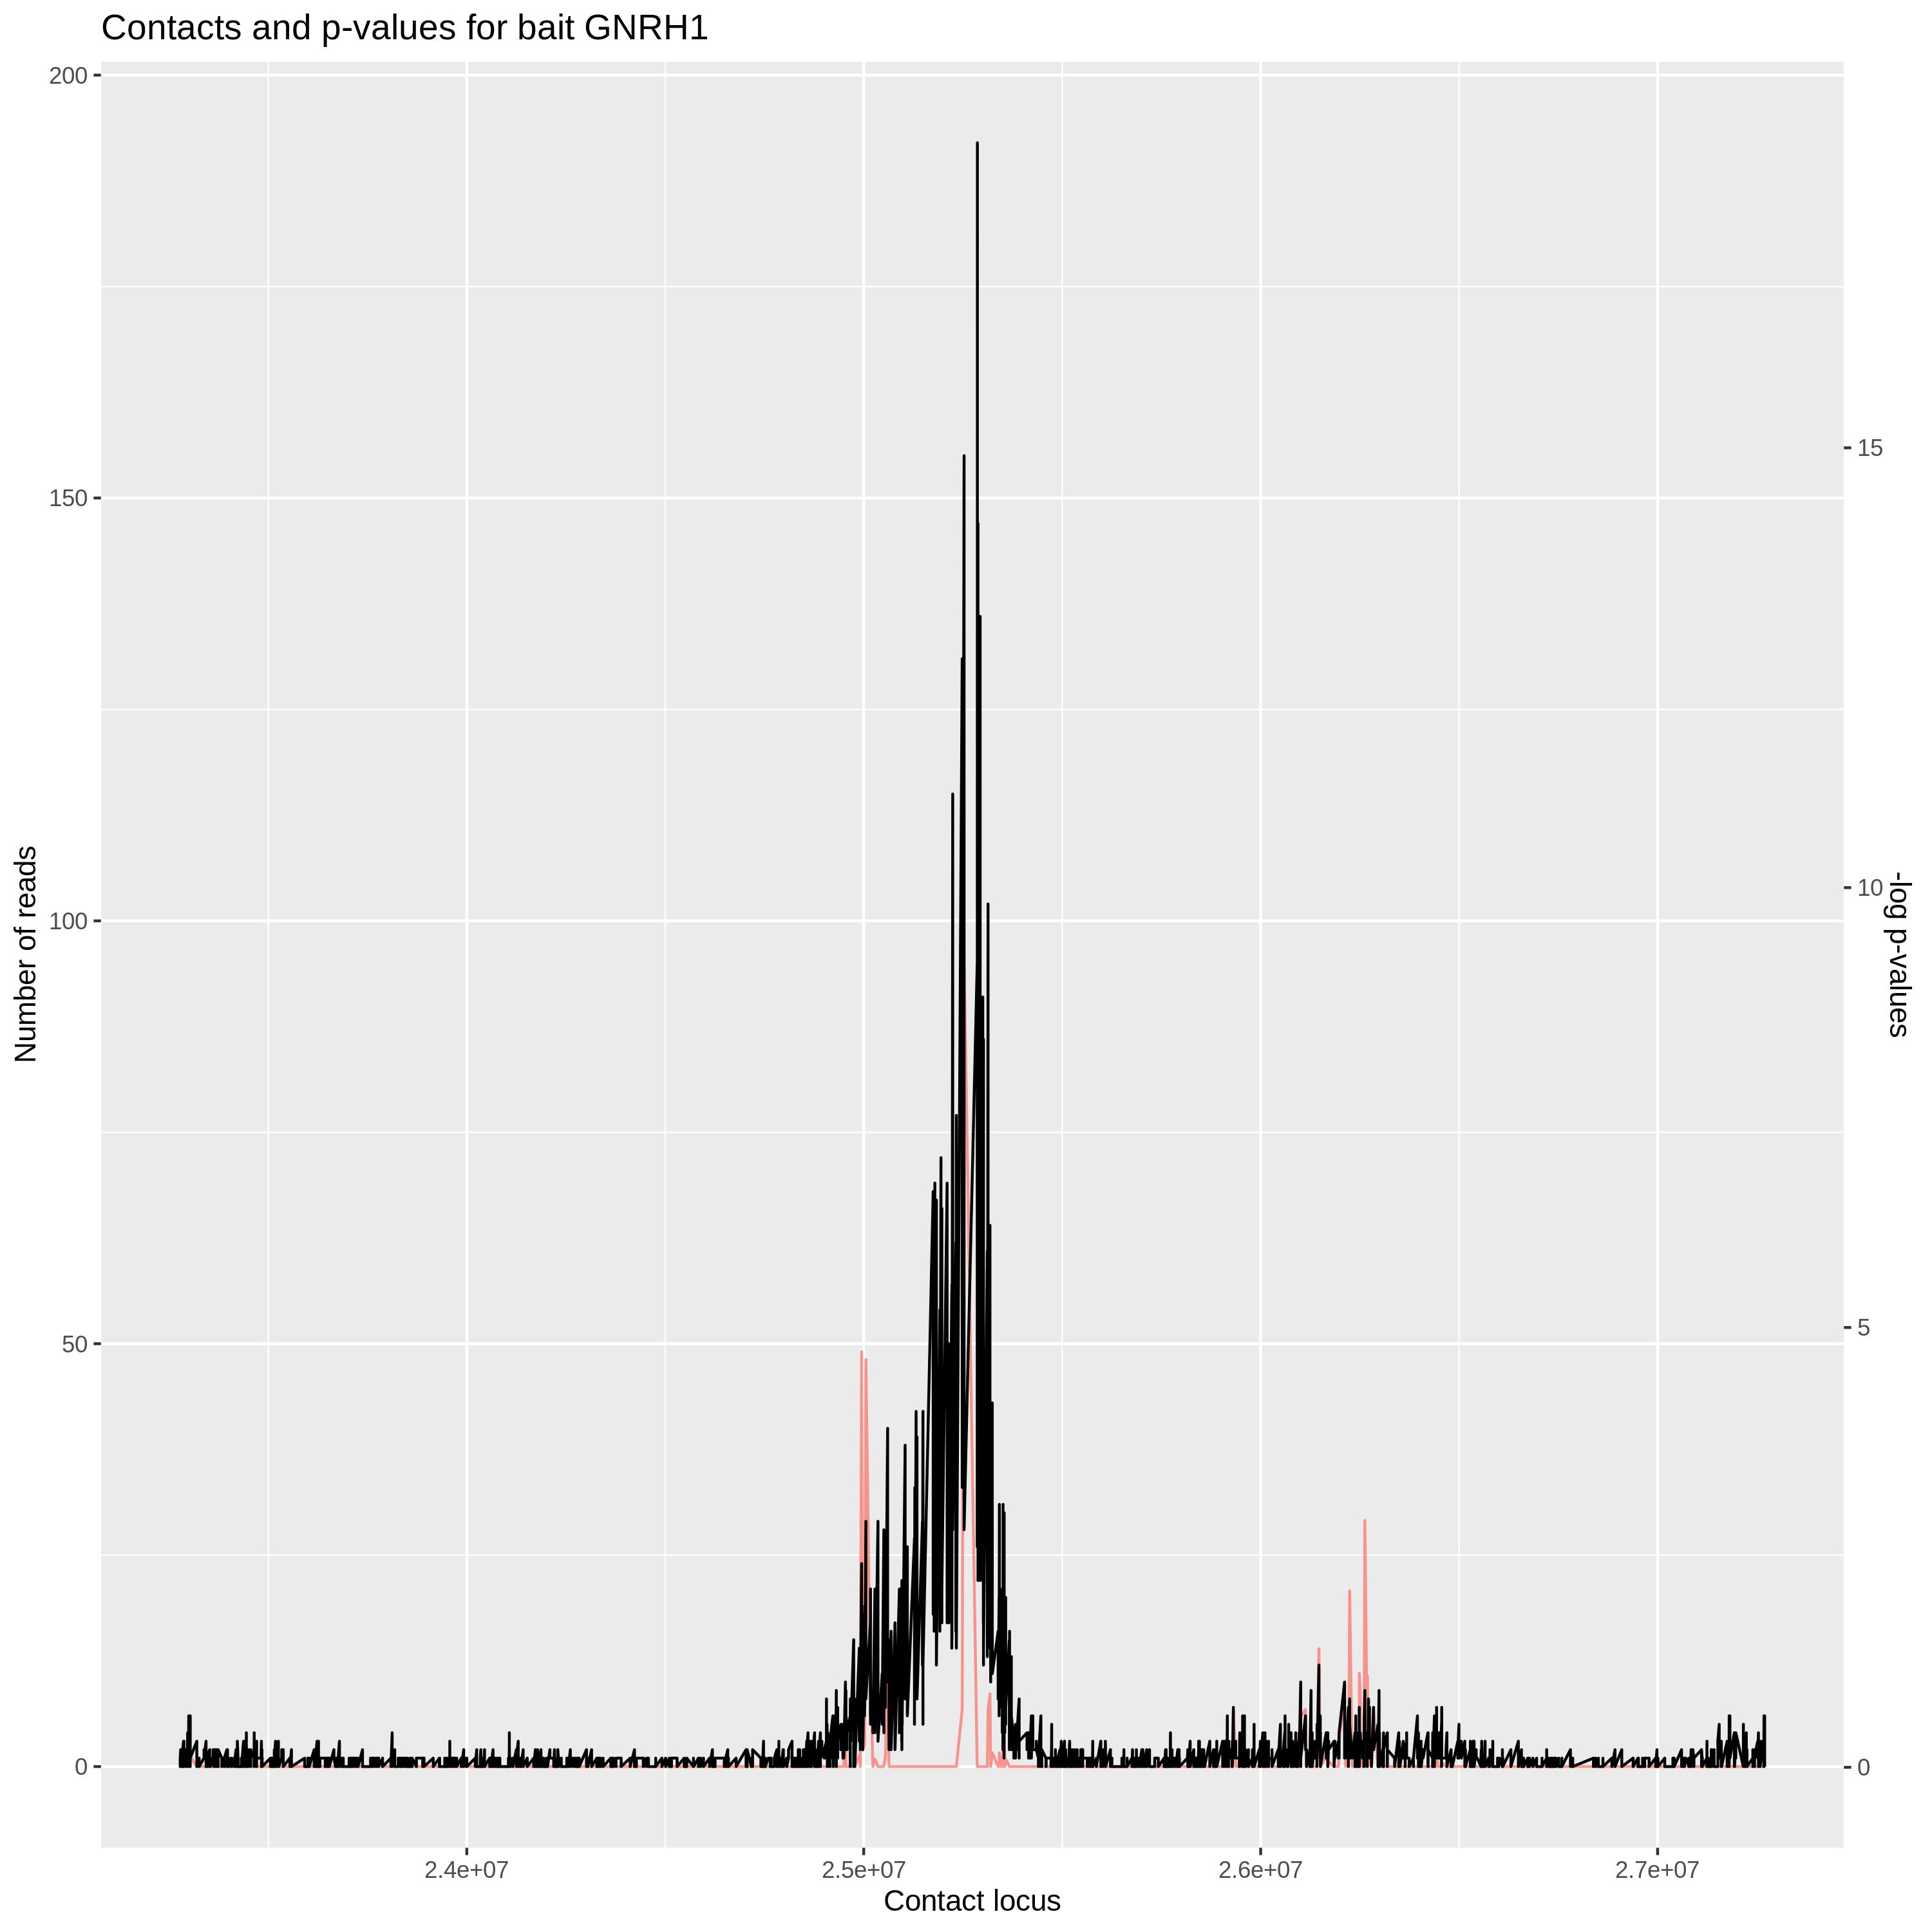 Contacts and p-values for bait GNRH1
200
150
100
50
0
Number of reads
15
10
5
0
-log p-values
2.4e+07
2.5e+07
2.6e+07
2.7e+07
Contact locus